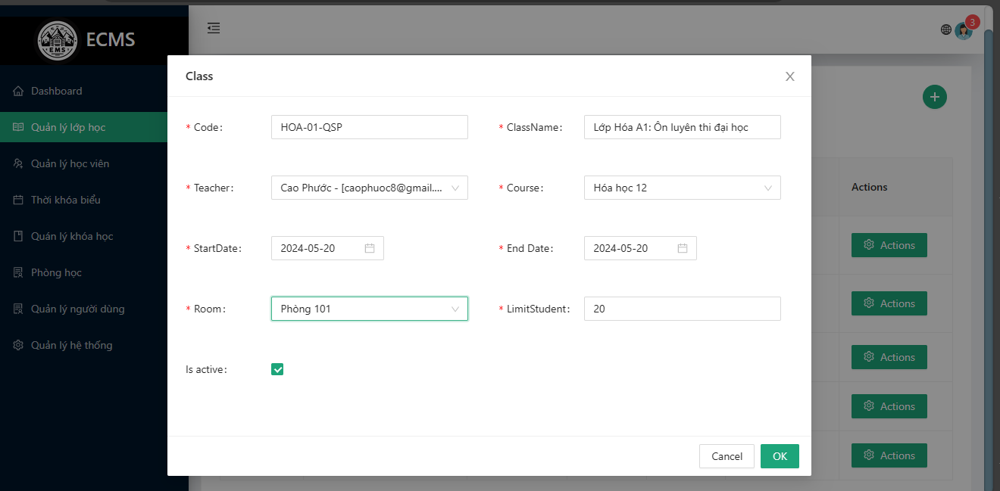 ECMS
EMS
3
Dashboard
Quản lý lớp học
Quản lý học viên
Thời khóa biểu
Quán lý khóa học
Phòng học
Quản lý người dùng
Quản lý hệ thống
Class
* Code: HOA-01-QSP * ClassName: Lớp Hóa A1: Ôn luyên thi đại học
* Teacher: Cao Phước - [caophuoc8@gmail.... * Course: Hóa học 12
* StartDate: 2024-05-20 * End Date: 2024-05-20
* Room: Phòng 101 * LimitStudent: 20
Is active:
Cancel OK
Actions
Actions
Actions
Actions
Actions
Actions